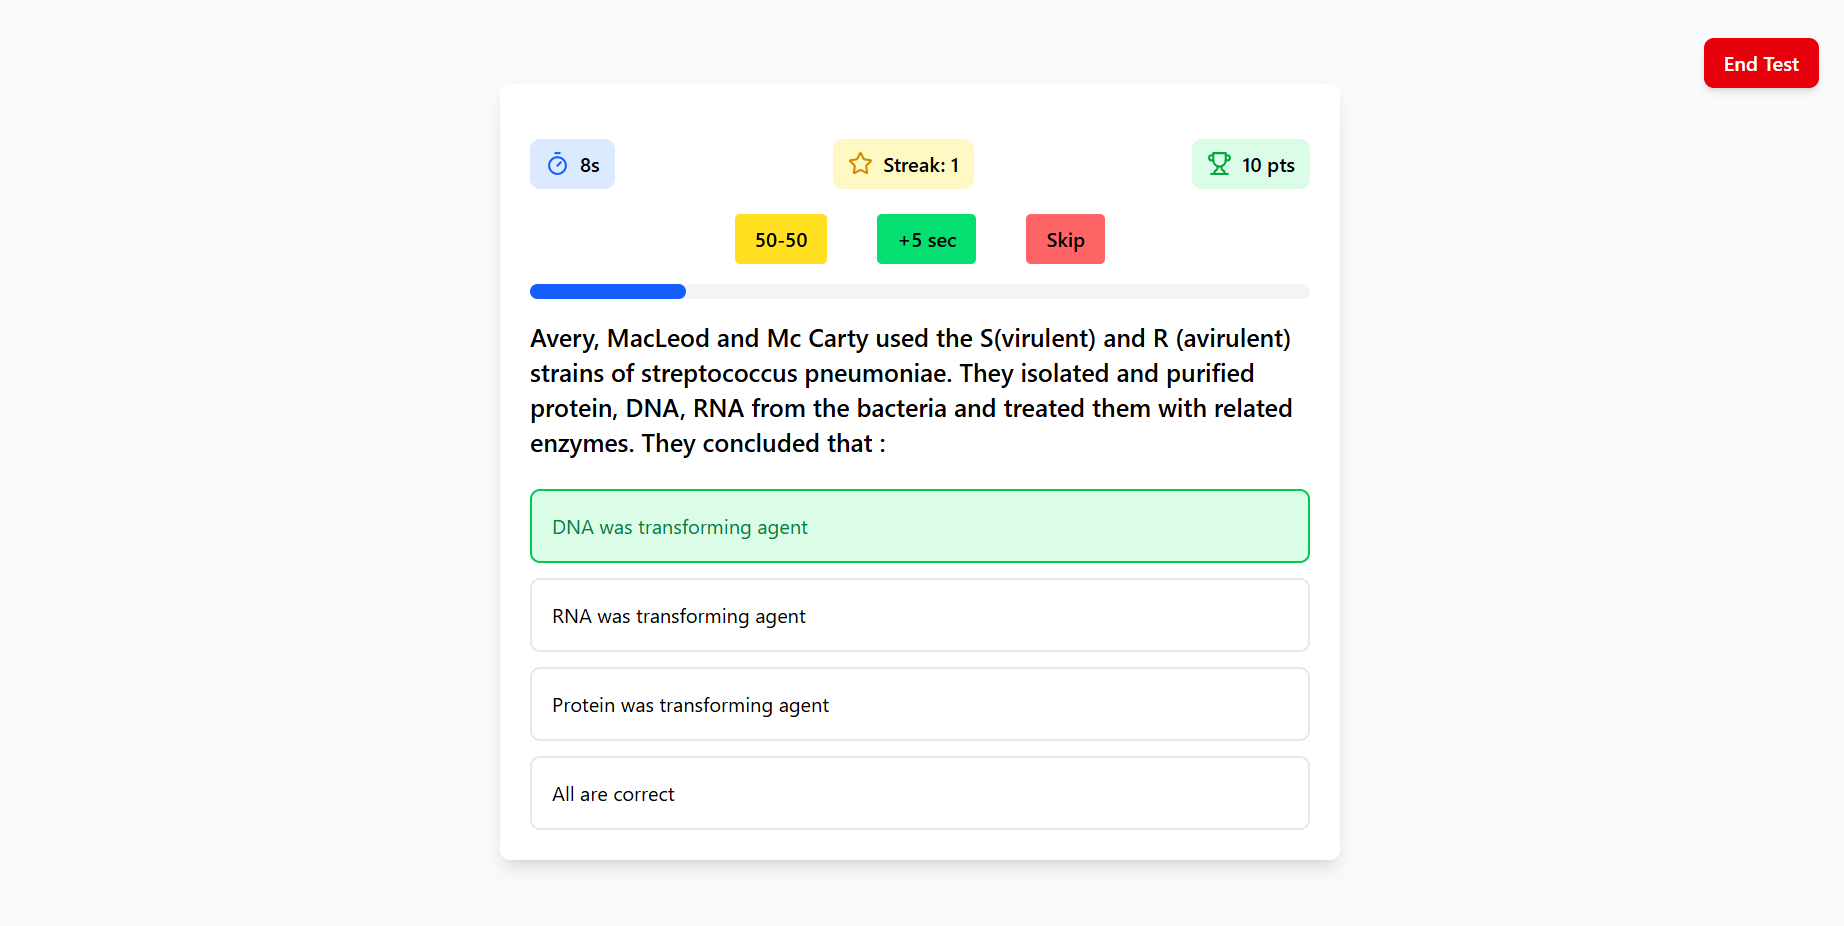 End Test
8s
Streak: 1
10 pts
50-50
+5 sec
Skip
Avery, MacLeod and Mc Carty used the S(virulent) and R (avirulent)
strains of streptococcus pneumoniae. They isolated and purified
protein, DNA, RNA from the bacteria and treated them with related
enzymes. They concluded that :
DNA was transforming agent
RNA was transforming agent
Protein was transforming agent
All are correct